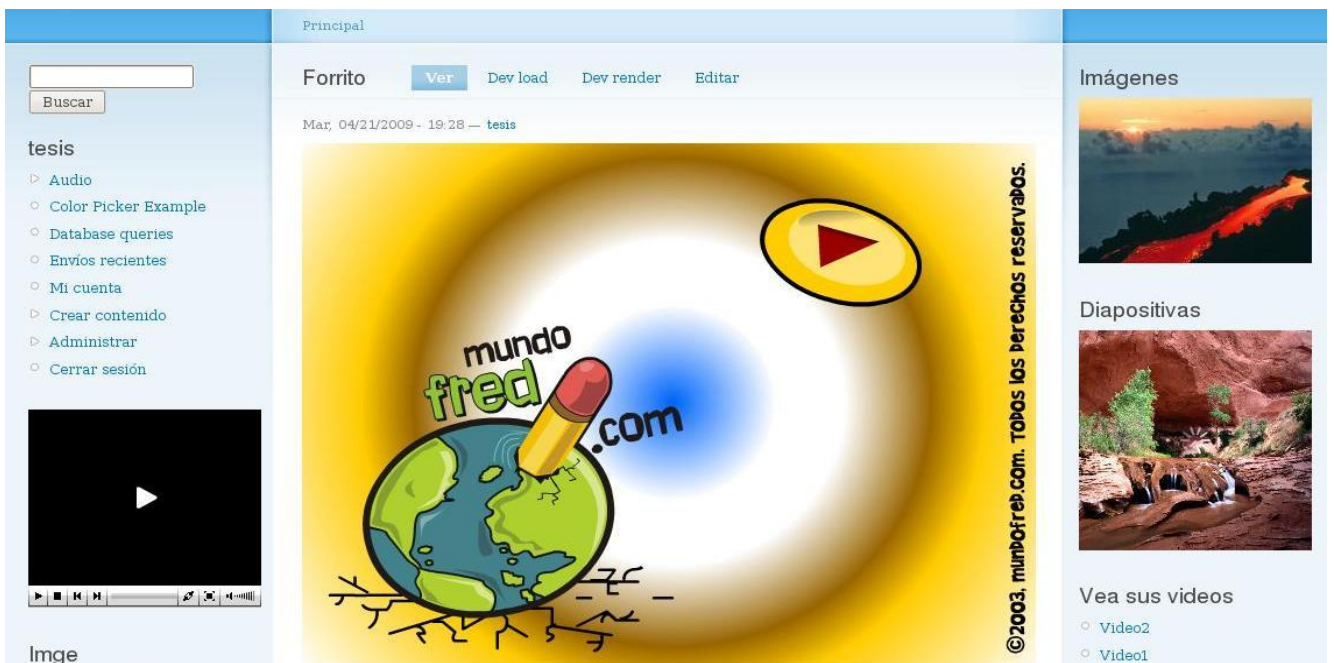 Principal
Buscar
tesis
Audio
Color Picker Example
Database queries
Envíos recientes
Mi cuenta
Crear contenido
Administrar
Cerrar sesión
Imge
Forrito Ver Dev load Dev render Editar
Mar, 04/21/2009 - 19:28 — tesis
mundo
fred
.com
©2003, mundofred.com. Todos los derechos reservados.
Imágenes
Diapositivas
Vea sus videos
Video2
Video1